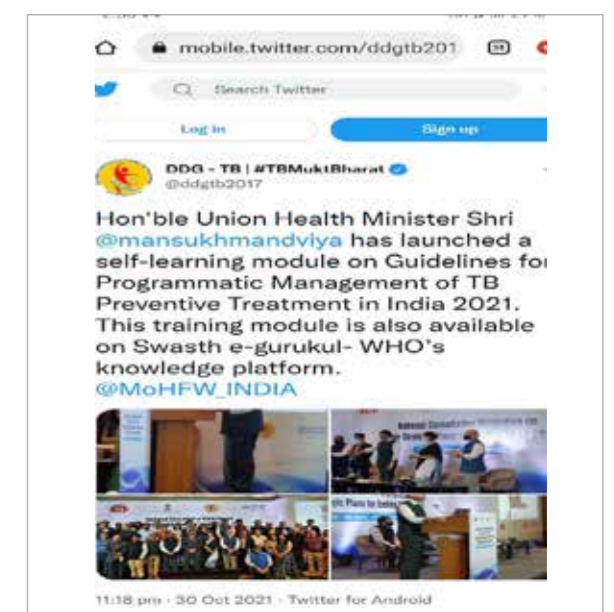 mobile.twitter.com/ddgtb201
Search Twitter
Log in
Sign up
DDG - TB | #TBMuktBharat
@ddgtb2017
Hon'ble Union Health Minister Shri
@mansukhmandviya has launched a
self-learning module on Guidelines for
Programmatic Management of TB
Preventive Treatment in India 2021.
This training module is also available
on Swasth e-gurukul- WHO's
knowledge platform.
@MoHFW_INDIA
11:18 pm · 30 Oct 2021 · Twitter for Android